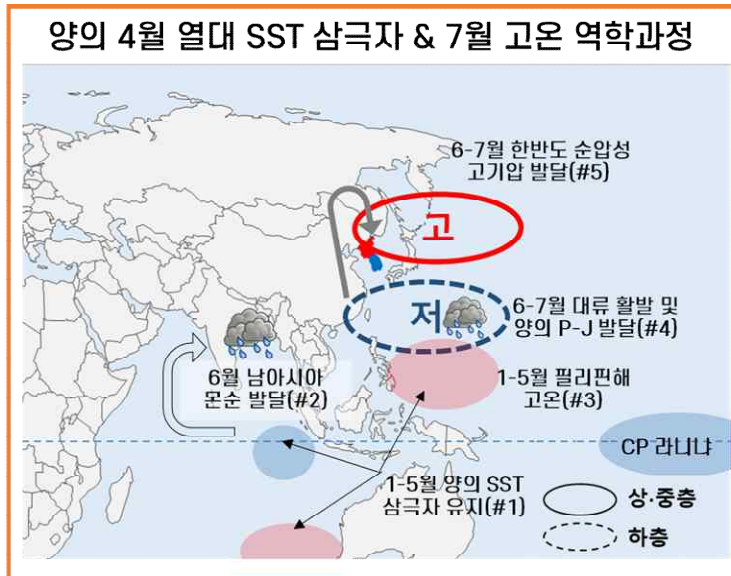 양의 4월 열대 SST 삼극자 & 7월 고온 역학과정
6-7월 한반도 순압성
고기압 발달(#5)
고
저
6-7월 대류 활발 및
양의 P-J 발달(#4)
6월 남아시아
몬순 발달(#2)
1-5월 필리핀해
고온(#3)
CP 라니냐
1-5월 양의 SST
삼극자 유지(#1)
상·중층
하층